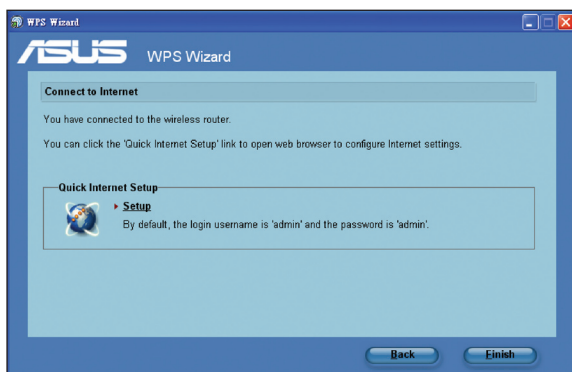 WPS Wizard
ASUS WPS Wizard
Connect to Internet
You have connected to the wireless router.
You can click the 'Quick Internet Setup' link to open web browser to configure Internet settings.
Quick Internet Setup
Setup
By default, the login username is 'admin' and the password is 'admin'.
Back Finish